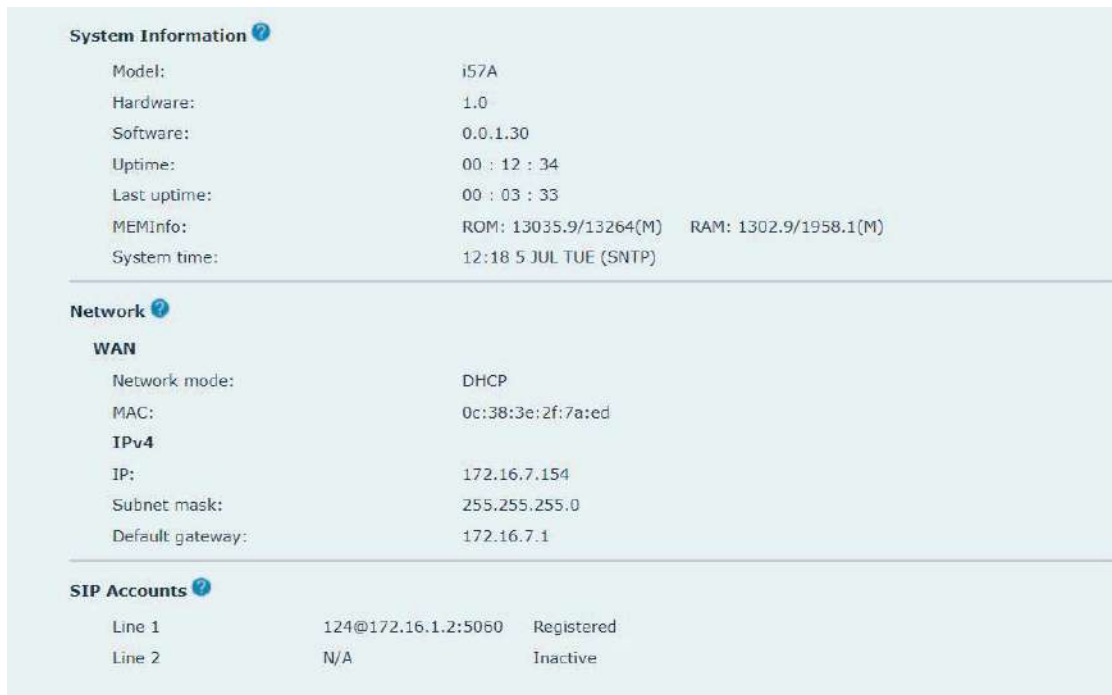 System Information ?
Model: i57A
Hardware: 1.0
Software: 0.0.1.30
Uptime: 00 : 12 : 34
Last uptime: 00 : 03 : 33
MEMInfo: ROM: 13035.9/13264(M) RAM: 1302.9/1958.1(M)
System time: 12:18 5 JUL TUE (SNTP)
Network ?
WAN
Network mode: DHCP
MAC: 0c:38:3e:2f:7a:ed
IPv4
IP: 172.16.7.154
Subnet mask: 255.255.255.0
Default gateway: 172.16.7.1
SIP Accounts ?
Line 1 124@172.16.1.2:5060 Registered
Line 2 N/A Inactive